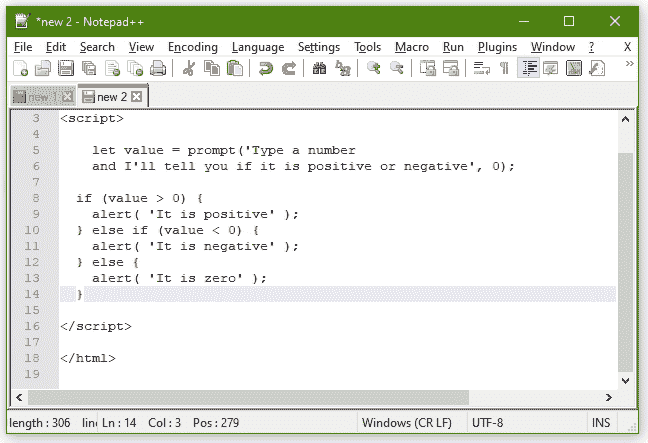 *new 2 - Notepad++
File Edit Search View Encoding Language Settings Tools Macro Run Plugins Window ? X
new 1 new 2
3 <script>
4
5 let value = prompt('Type a number
6 and I'll tell you if it is positive or negative', 0);
7
8 if (value > 0) {
9 alert( 'It is positive' );
10 } else if (value < 0) {
11 alert( 'It is negative' );
12 } else {
13 alert( 'It is zero' );
14 }
15
16 </script>
17
18 </html>
19
length : 306 line Ln : 14 Col : 3 Pos : 279 Windows (CR LF) UTF-8 INS